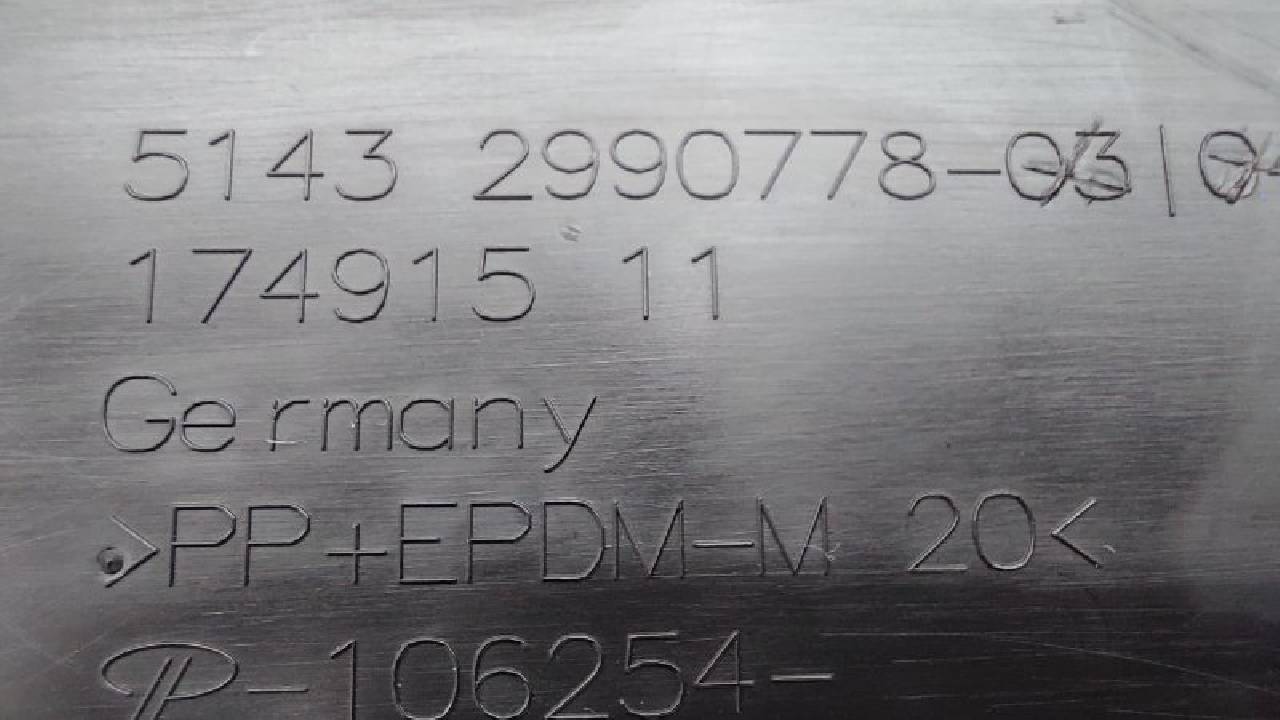 5143 2990778-03|0
174915 11
Germany
>PP+EPDM-M 20<
P-106254-